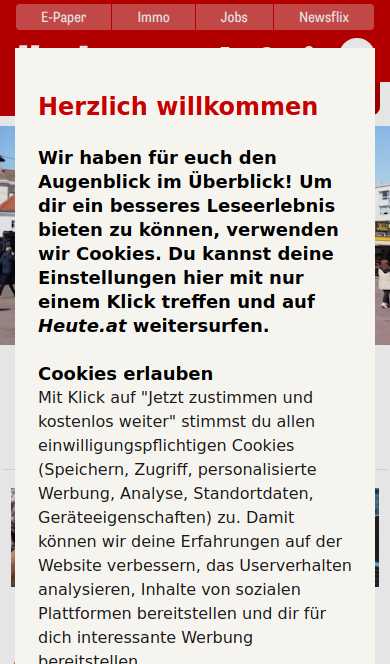 E-Paper
Immo
Jobs
Newsflix
Herzlich willkommen
Wir haben für euch den
Augenblick im Überblick! Um
dir ein besseres Leseerlebnis
bieten zu können, verwenden
wir Cookies. Du kannst deine
Einstellungen hier mit nur
einem Klick treffen und auf
Heute.at weitersurfen.
Cookies erlauben
Mit Klick auf "Jetzt zustimmen und
kostenlos weiter" stimmst du allen
einwilligungspflichtigen Cookies
(Speichern, Zugriff, personalisierte
Werbung, Analyse, Standortdaten,
Geräteeigenschaften) zu. Damit
können wir deine Erfahrungen auf der
Website verbessern, das Userverhalten
analysieren, Inhalte von sozialen
Plattformen bereitstellen und dir für
dich interessante Werbung
bereitstellen